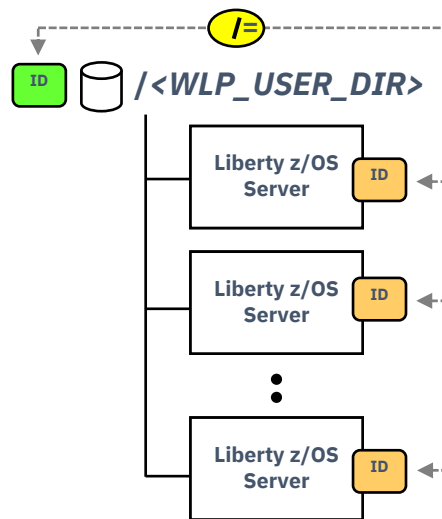 /=
ID
/<WLP_USER_DIR>
Liberty z/OS
Server
ID
Liberty z/OS
Server
ID
Liberty z/OS
Server
ID